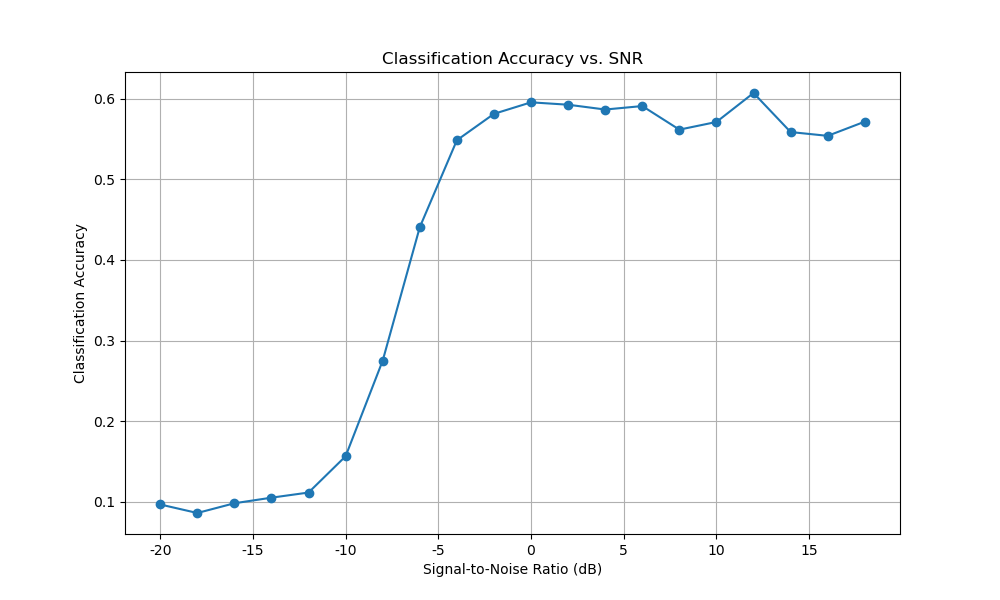 Classification Accuracy vs. SNR
0.6
0.5
0.4
0.3
0.2
0.1
Classification Accuracy
-20 -15 -10 -5 0 5 10 15
Signal-to-Noise Ratio (dB)